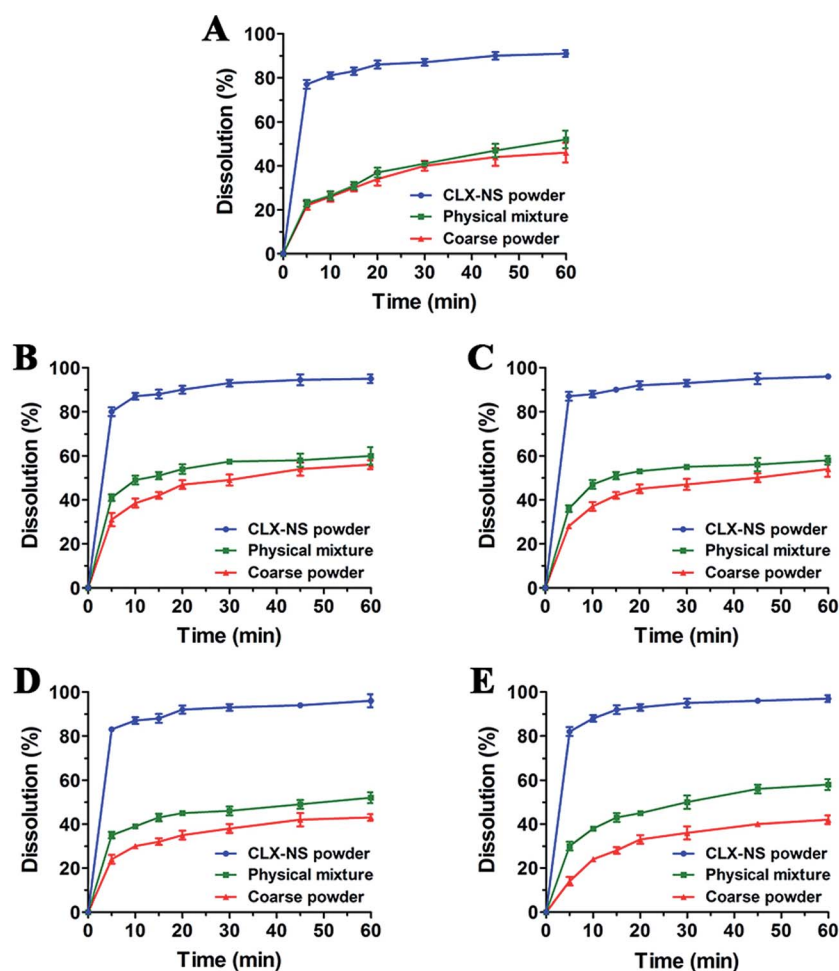 A
Dissolution (%)
100
80
60
40
20
0
CLX-NS powder
Physical mixture
Coarse powder
0 10 20 30 40 50 60
Time (min)
B
Dissolution (%)
100
80
60
40
20
0
CLX-NS powder
Physical mixture
Coarse powder
0 10 20 30 40 50 60
Time (min)
C
Dissolution (%)
100
80
60
40
20
0
CLX-NS powder
Physical mixture
Coarse powder
0 10 20 30 40 50 60
Time (min)
D
Dissolution (%)
100
80
60
40
20
0
CLX-NS powder
Physical mixture
Coarse powder
0 10 20 30 40 50 60
Time (min)
E
Dissolution (%)
100
80
60
40
20
0
CLX-NS powder
Physical mixture
Coarse powder
0 10 20 30 40 50 60
Time (min)